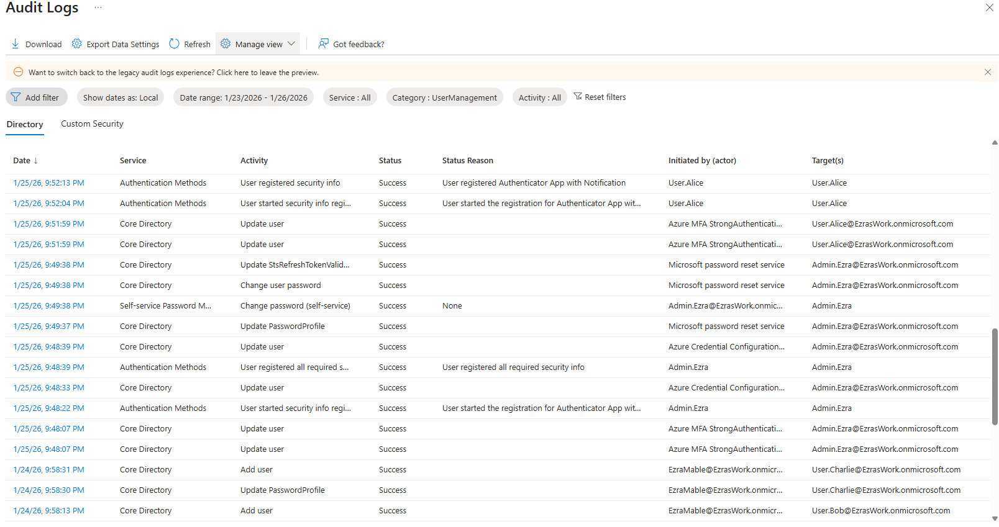 Audit Logs ...
Download Export Data Settings Refresh Manage view Got feedback?
Want to switch back to the legacy audit logs experience? Click here to leave the preview.
Add filter Show dates as: Local Date range: 1/23/2026 - 1/26/2026 Service : All Category : UserManagement Activity : All Reset filters
Directory Custom Security
Date ↓ Service Activity Status Status Reason Initiated by (actor) Target(s)
1/25/26, 9:52:13 PM Authentication Methods User registered security info Success User registered Authenticator App with Notification User.Alice User.Alice
1/25/26, 9:52:04 PM Authentication Methods User started security info regi... Success User started the registration for Authenticator App wit... User.Alice User.Alice
1/25/26, 9:51:59 PM Core Directory Update user Success Azure MFA StrongAuthenticati... User.Alice@EzrasWork.onmicrosoft.com
1/25/26, 9:51:59 PM Core Directory Update user Success Azure MFA StrongAuthenticati... User.Alice@EzrasWork.onmicrosoft.com
1/25/26, 9:49:38 PM Core Directory Update StsRefreshTokenValid... Success Microsoft password reset service Admin.Ezra@EzrasWork.onmicrosoft.com
1/25/26, 9:49:38 PM Core Directory Change user password Success Microsoft password reset service Admin.Ezra@EzrasWork.onmicrosoft.com
1/25/26, 9:49:38 PM Self-service Password M... Change password (self-service) Success None Admin.Ezra@EzrasWork.onmic... Admin.Ezra
1/25/26, 9:49:37 PM Core Directory Update PasswordProfile Success Microsoft password reset service Admin.Ezra@EzrasWork.onmicrosoft.com
1/25/26, 9:48:39 PM Core Directory Update user Success Azure Credential Configuration... Admin.Ezra@EzrasWork.onmicrosoft.com
1/25/26, 9:48:39 PM Authentication Methods User registered all required s... Success User registered all required security info Admin.Ezra Admin.Ezra
1/25/26, 9:48:33 PM Core Directory Update user Success Azure Credential Configuration... Admin.Ezra@EzrasWork.onmicrosoft.com
1/25/26, 9:48:22 PM Authentication Methods User started security info regi... Success User started the registration for Authenticator App wit... Admin.Ezra Admin.Ezra
1/25/26, 9:48:07 PM Core Directory Update user Success Azure MFA StrongAuthenticati... Admin.Ezra@EzrasWork.onmicrosoft.com
1/25/26, 9:48:07 PM Core Directory Update user Success Azure MFA StrongAuthenticati... Admin.Ezra@EzrasWork.onmicrosoft.com
1/24/26, 9:58:31 PM Core Directory Add user Success EzraMable@EzrasWork.onmicr... User.Charlie@EzrasWork.onmicrosoft.com
1/24/26, 9:58:30 PM Core Directory Update PasswordProfile Success EzraMable@EzrasWork.onmicr... User.Charlie@EzrasWork.onmicrosoft.com
1/24/26, 9:58:13 PM Core Directory Add user Success EzraMable@EzrasWork.onmicr... User.Bob@EzrasWork.onmicrosoft.com